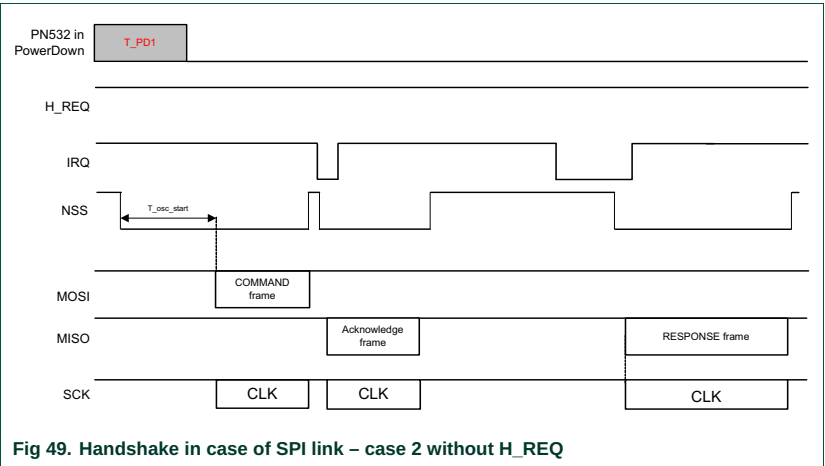 PN532 in
PowerDown
T_PD1
H_REQ
IRQ
NSS
T_osc_start
COMMAND
frame
MOSI
Acknowledge
frame
RESPONSE frame
MISO
SCK
CLK
CLK
CLK
Fig 49. Handshake in case of SPI link – case 2 without H_REQ